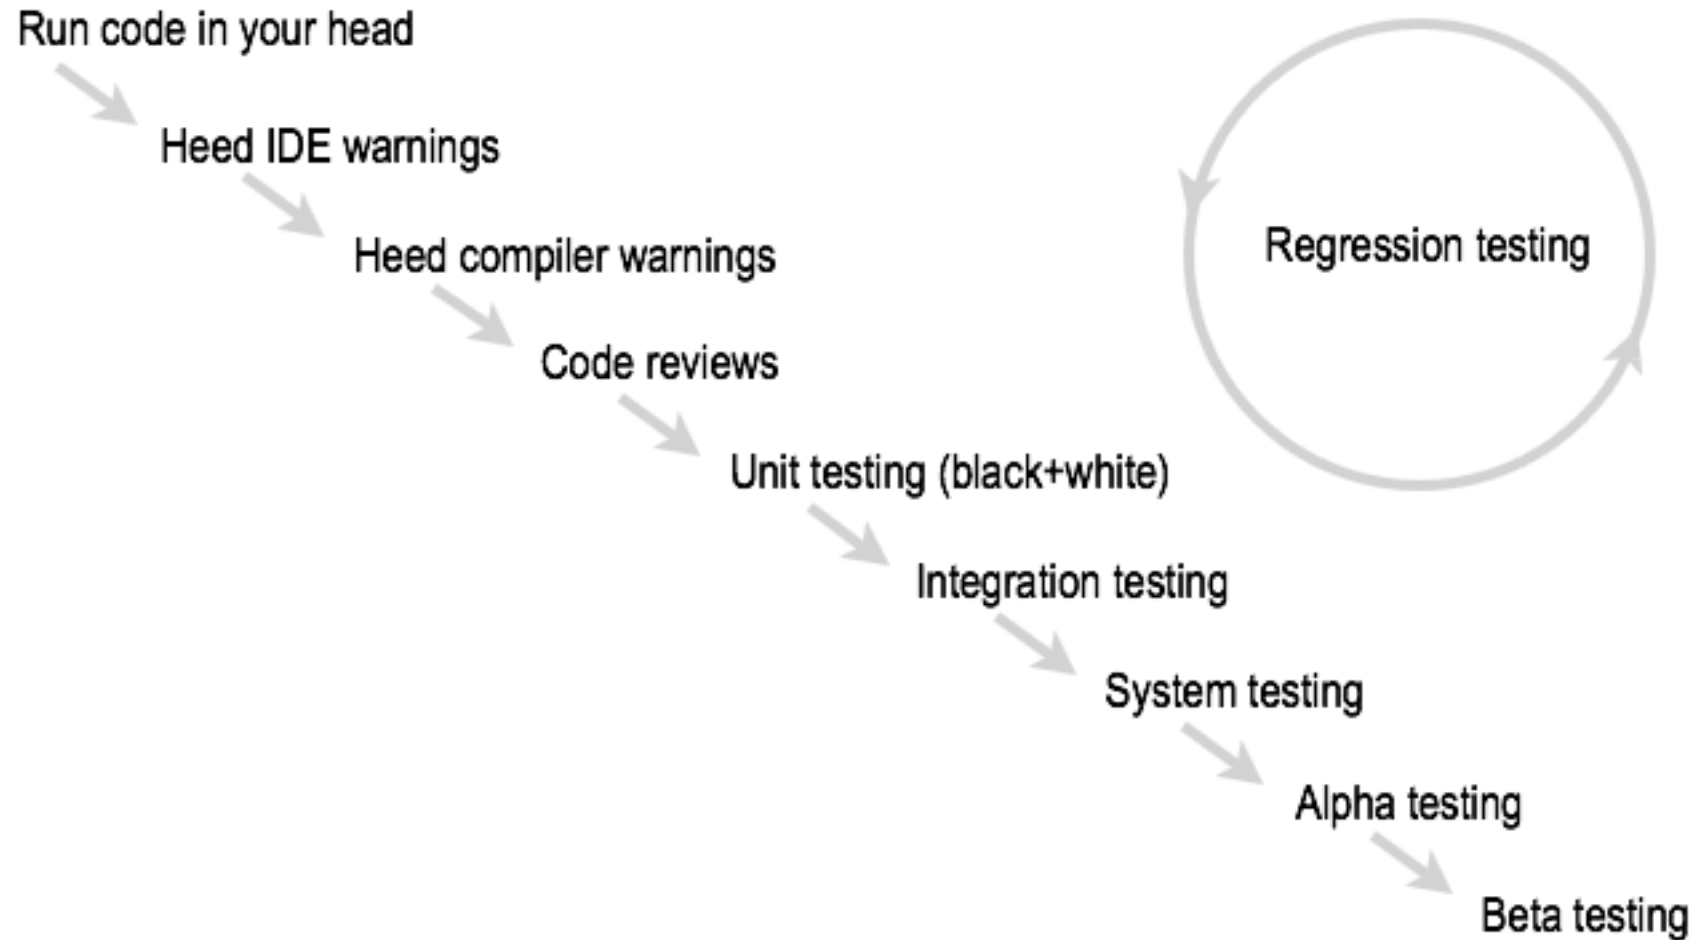 Run code in your head
Heed IDE warnings
Heed compiler warnings
Code reviews
Unit testing (black+white)
Integration testing
System testing
Alpha testing
Beta testing
Regression testing